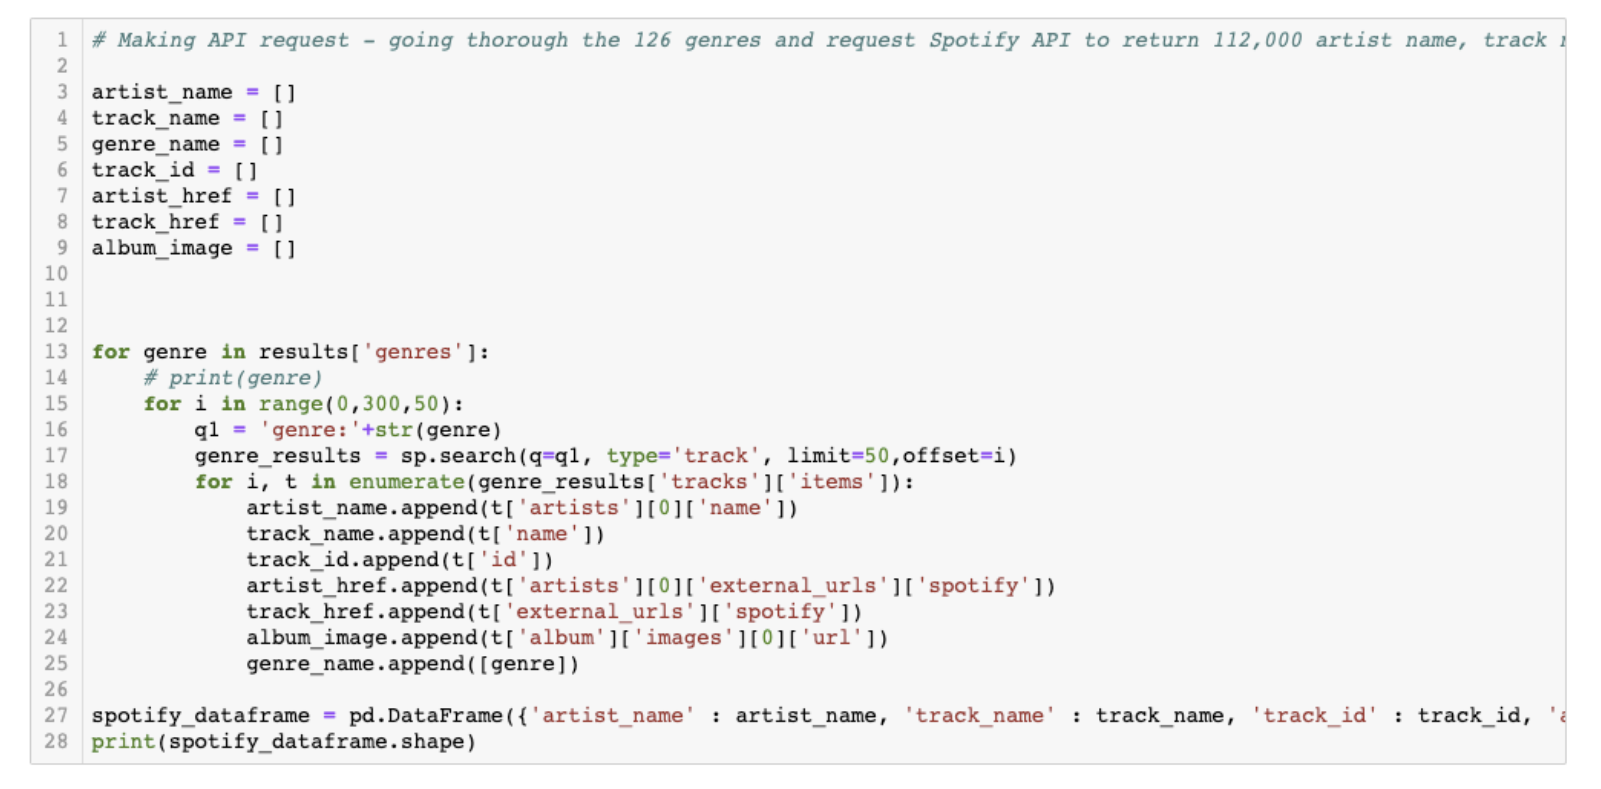 1 # Making API request - going thorough the 126 genres and request Spotify API to return 112,000 artist name, track
2
3 artist_name = []
4 track_name = []
5 genre_name = []
6 track_id = []
7 artist_href = []
8 track_href = []
9 album_image = []
10
11
12
13 for genre in results['genres']:
14     # print(genre)
15     for i in range(0,300,50):
16         q1 = 'genre:'+str(genre)
17         genre_results = sp.search(q=q1, type='track', limit=50,offset=i)
18         for i, t in enumerate(genre_results['tracks']['items']):
19             artist_name.append(t['artists'][0]['name'])
20             track_name.append(t['name'])
21             track_id.append(t['id'])
22             artist_href.append(t['artists'][0]['external_urls']['spotify'])
23             track_href.append(t['external_urls']['spotify'])
24             album_image.append(t['album']['images'][0]['url'])
25             genre_name.append([genre])
26
27 spotify_dataframe = pd.DataFrame({'artist_name' : artist_name, 'track_name' : track_name, 'track_id' : track_id,
28 print(spotify_dataframe.shape)